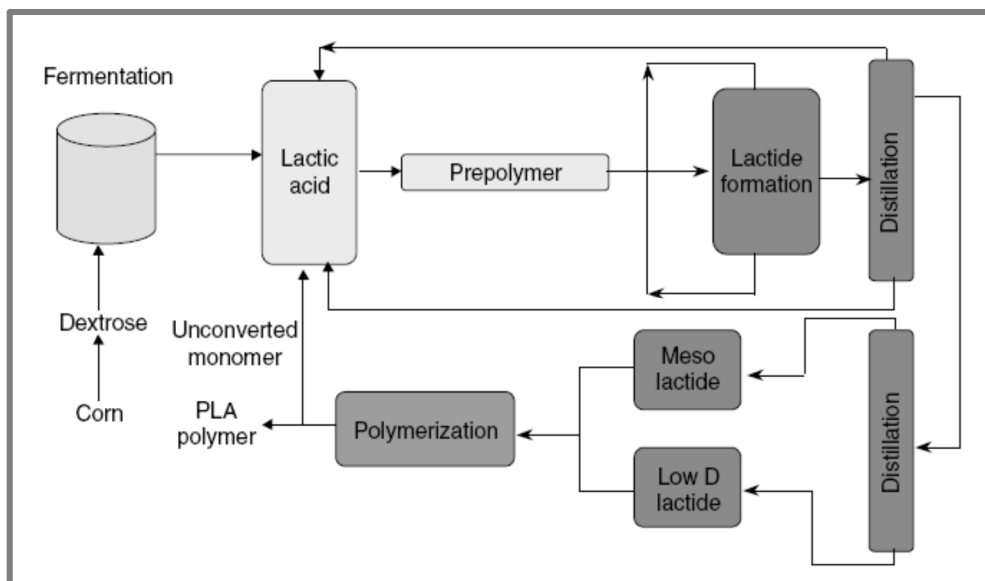 Fermentation
Lactic
acid
Prepolymer
Lactide
formation
Distillation
Dextrose
Corn
Unconverted
monomer
PLA
polymer
Polymerization
Meso
lactide
Low D
lactide
Distillation